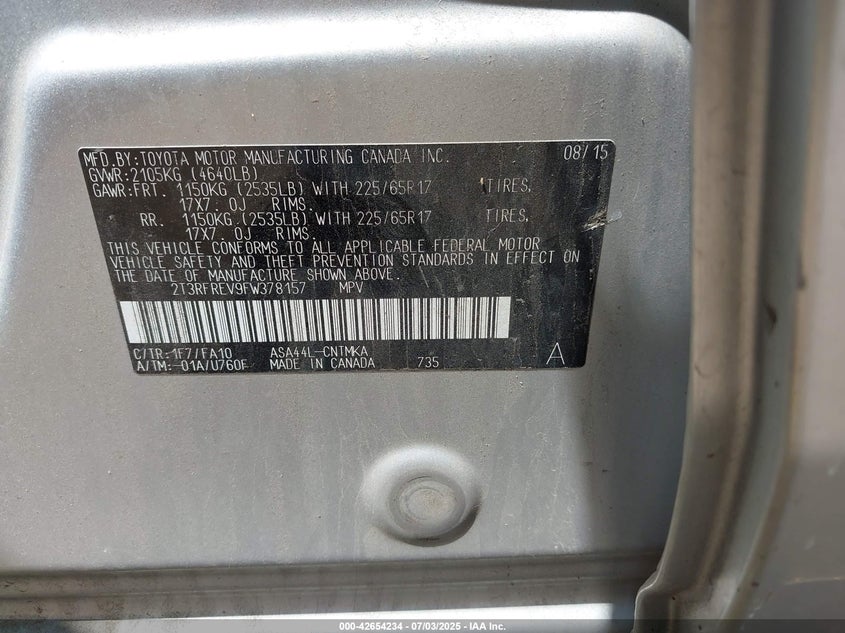 MFD.BY:TOYOTA MOTOR MANUFACTURING CANADA INC. 08/15
GVWR:2105KG (4640LB)
GAWR:FRT. 1150KG (2535LB) WITH 225/65R17 TIRES.
17X7.0J RIMS.
RR. 1150KG (2535LB) WITH 225/65R17 TIRES.
17X7.0J RIMS.
THIS VEHICLE CONFORMS TO ALL APPLICABLE FEDERAL MOTOR
VEHICLE SAFETY AND THEFT PREVENTION STANDARDS IN EFFECT ON
THE DATE OF MANUFACTURE SHOWN ABOVE.
2T3RFREV9FW378157 MPV
C/TR:1F7/FA10 ASA44L-CNTMKA
A/TM:-01A/U760F MADE IN CANADA 735 A
000-42654234 - 07/03/2025 - IAA Inc.